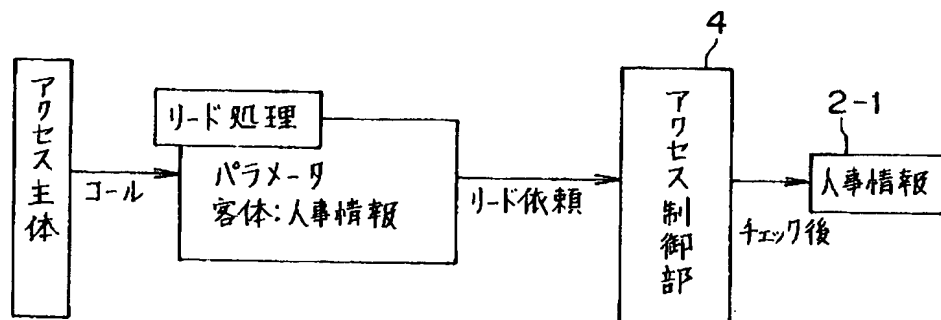 アクセス主体
コール
リード処理
パラメータ
客体:人事情報
リード依頼
4
アクセス制御部
チェック後
2-1
人事情報